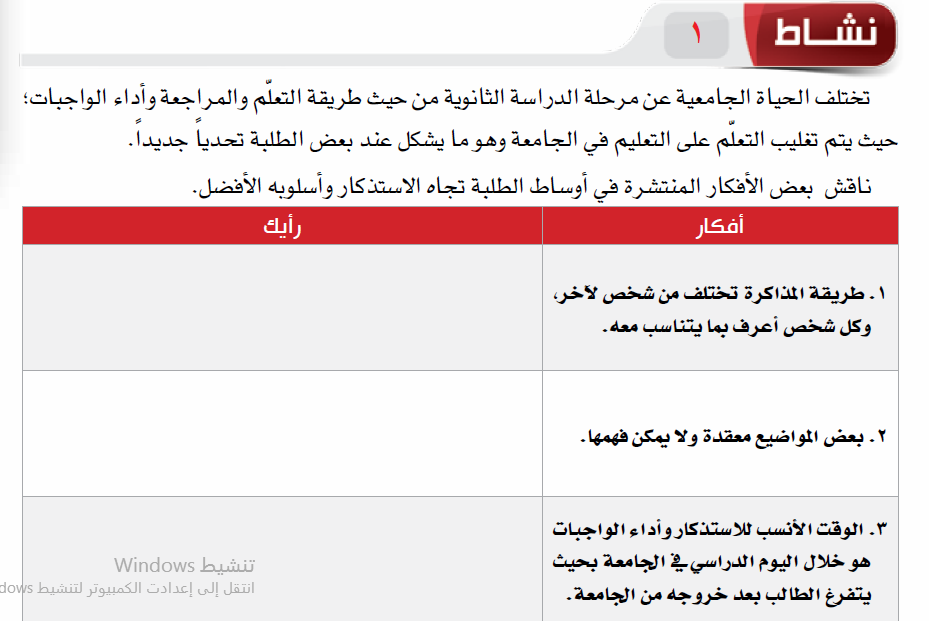 نشــاط
١
تختلف الحياة الجامعية عن مرحلة الدراسة الثانوية من حيث طريقة التعلّم والمراجعة وأداء الواجبات؛
حيث يتم تغليب التعلّم على التعليم في الجامعة وهو ما يشكل عند بعض الطلبة تحدياً جديداً.
ناقش بعض الأفكار المنتشرة في أوساط الطلبة تجاه الاستذكار وأسلوبه الأفضل.
أفكار
رأيك
١. طريقة المذاكرة تختلف من شخص لآخر،
وكل شخص أعرف بما يتناسب معه.
٢. بعض المواضيع معقدة ولا يمكن فهمها.
٣. الوقت الأنسب للاستذكار وأداء الواجبات
هو خلال اليوم الدراسي في الجامعة بحيث
يتفرغ الطالب بعد خروجه من الجامعة.
تنشيط Windows
انتقل إلى إعدادت الكمبيوتر لتنشيط dows